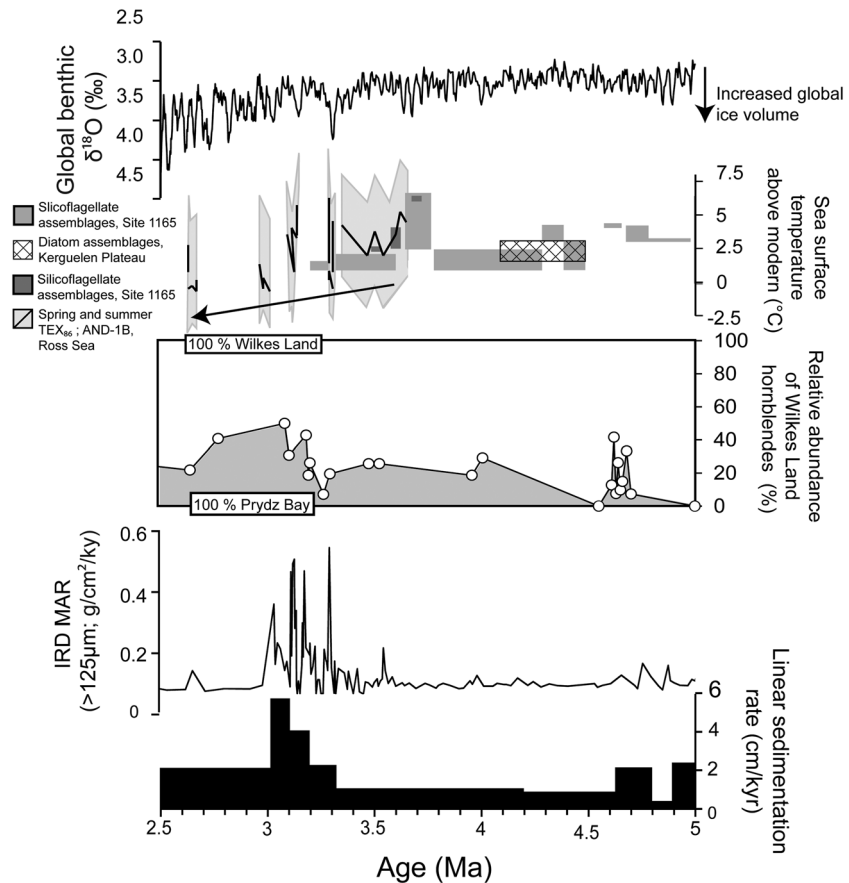 2.5
3.0
3.5
4.0
4.5
Global benthic
δ18O (‰)
Increased global
ice volume
Slicoflagellate
assemblages, Site 1165
Diatom assemblages,
Kerguelen Plateau
Silicoflagellate
assemblages, Site 1165
Spring and summer
TEX86 ; AND-1B,
Ross Sea
7.5
5
2.5
0
-2.5
Sea surface
temperature
above modern (°C)
100 % Wilkes Land
100 % Prydz Bay
100
80
60
40
20
0
Relative abundance
of Wilkes Land
hornblendes (%)
0.6
0.4
0.2
0
IRD MAR
(>125µm; g/cm2/ky)
6
4
2
0
Linear sedimentation
rate (cm/kyr)
2.5 3 3.5 4 4.5 5
Age (Ma)